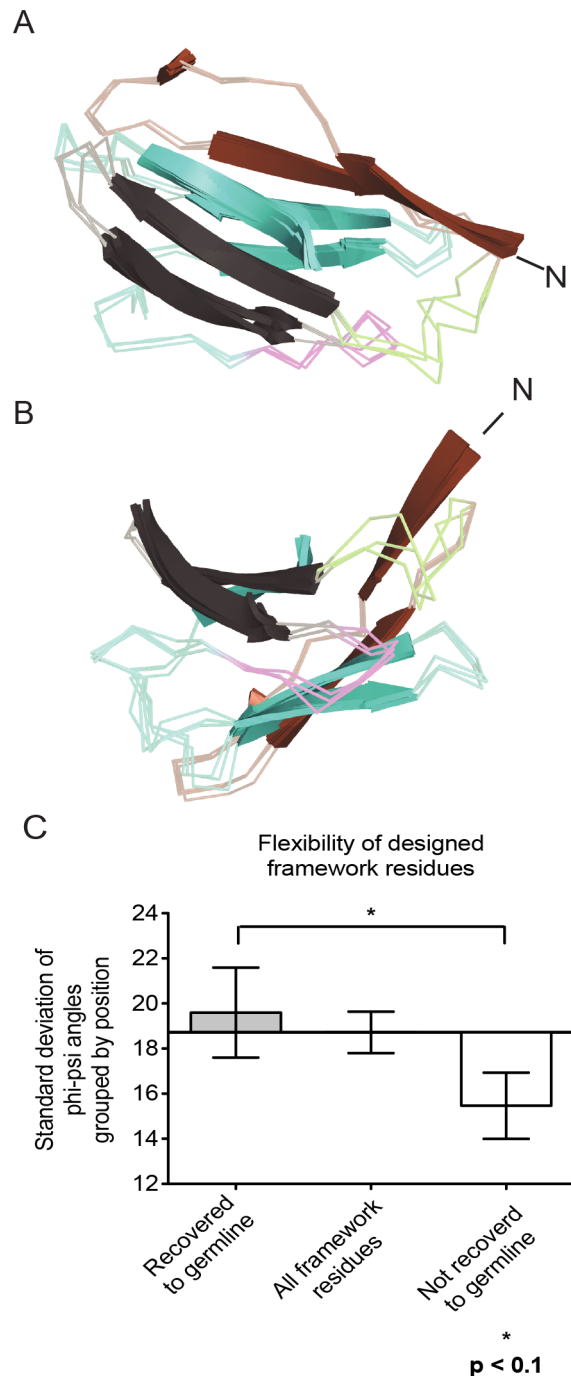 A
N
B
N
C
Flexibility of designed
framework residues
*
24
22
20
18
16
14
12
Standard deviation of
phi-psi angles
grouped by position
Recovered
to germline
All framework
residues
Not recoverd
to germline
*
p < 0.1